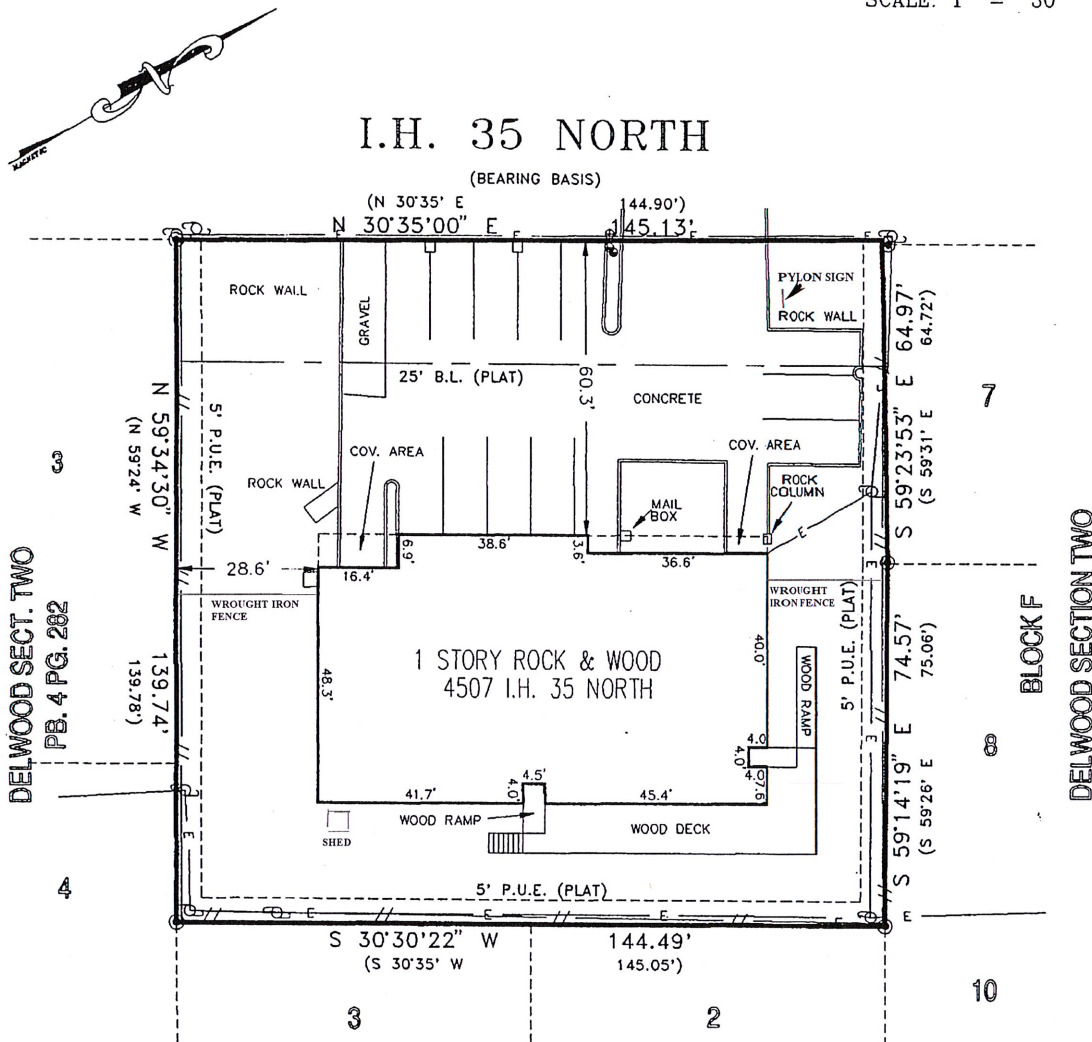 SCALE: 1" = 30'
MAGNETIC
I.H. 35 NORTH
(BEARING BASIS)
(N 30°35' E 144.90')
N 30°35'00" E 145.13'
ROCK WALL
GRAVEL
PYLON SIGN
ROCK WALL
25' B.L. (PLAT)
60.3'
CONCRETE
64.97'
64.72')
S 59°23'53" E
(S 59°31' E
7
3
N 59°34'30" W
(N 59°24' W
5' P.U.E. (PLAT)
COV. AREA
COV. AREA
ROCK WALL
MAIL
BOX
ROCK
COLUMN
E
38.6'
3.6'
6.9'
16.4'
36.6'
28.6'
WROUGHT IRON
FENCE
WROUGHT
IRON FENCE
DELWOOD SECT. TWO
PB. 4 PG. 282
139.74'
139.78')
48.3'
1 STORY ROCK & WOOD
4507 I.H. 35 NORTH
40.0'
WOOD RAMP
5' P.U.E. (PLAT)
74.57'
75.06')
S 59°14'19" E
(S 59°26' E
BLOCK F
DELWOOD SECTION TWO
8
4.0
4.0'
4.0
7.6
4.5'
4.0'
41.7'
45.4'
WOOD RAMP
WOOD DECK
SHED
4
5' P.U.E. (PLAT)
E E E E E
S 30°30'22" W 144.49'
(S 30°35' W 145.05')
3
2
10